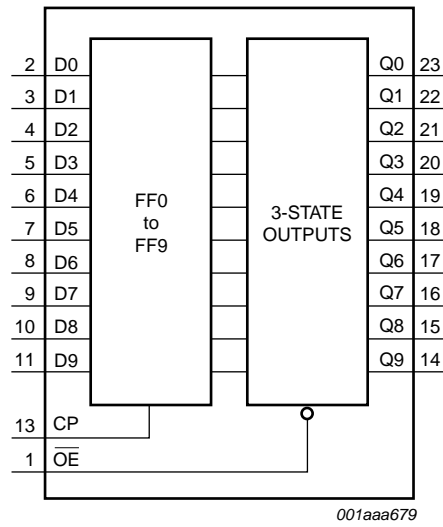 2 D0 Q0 23
3 D1 Q1 22
4 D2 Q2 21
5 D3 Q3 20
6 D4 Q4 19
7 D5 Q5 18
8 D6 Q6 17
9 D7 Q7 16
10 D8 Q8 15
11 D9 Q9 14
FF0
to
FF9
3-STATE
OUTPUTS
13 CP
1 O̅E̅
001aaa679